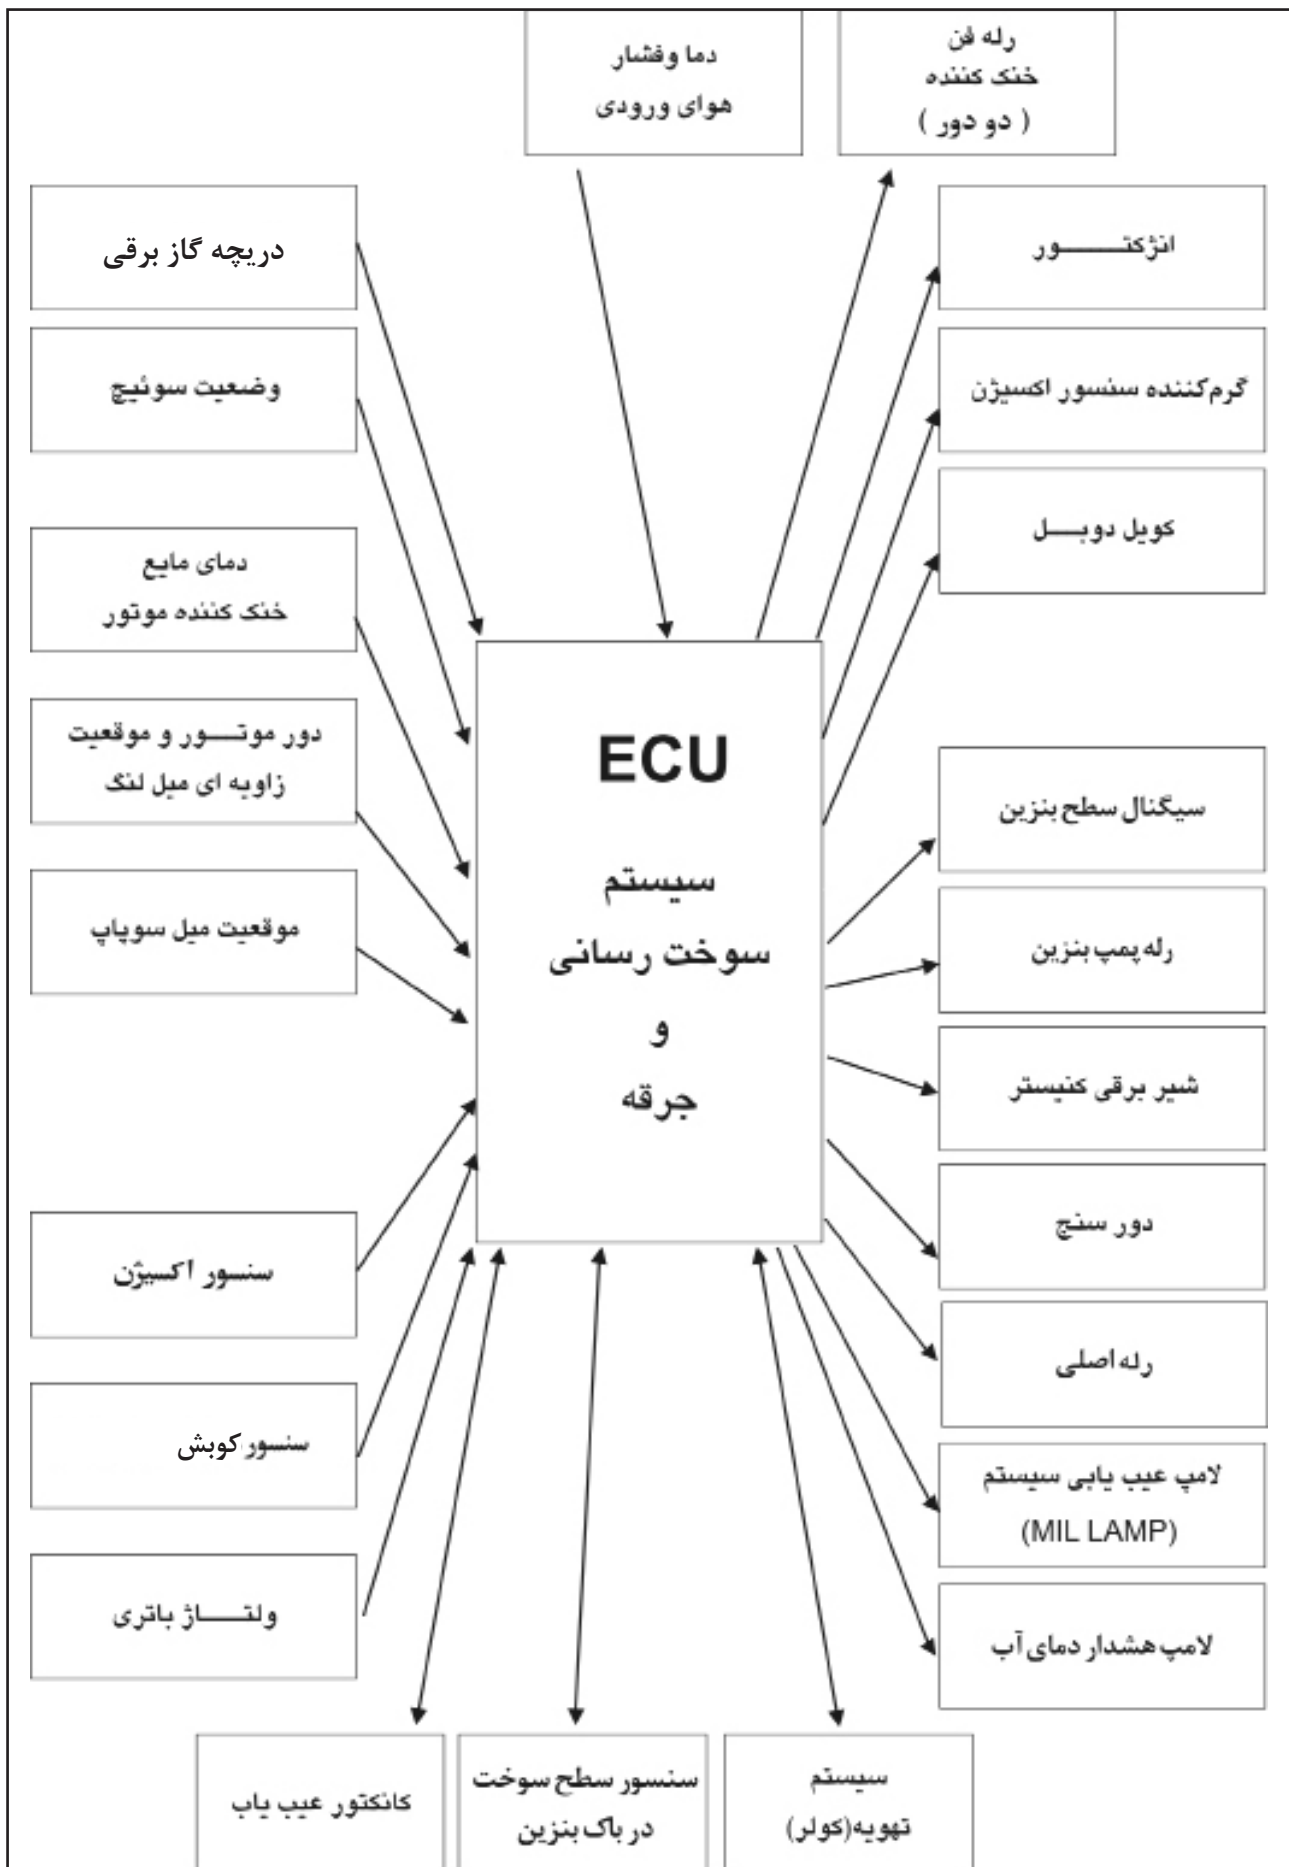 دما وفشار
هوای ورودی
رله فن
خنک کننده
( دو دور )
دریچه گاز برقی
وضعیت سوئیچ
دمای مایع
خنک کننده موتور
دور موتـــور و موقعیت
زاویه ای میل لنگ
موقعیت میل سوپاپ
سنسور اکسیژن
سنسور کوبش
ولتـــاژ باتری
ECU
سیستم
سوخت رسانی
و
جرقه
انژکتـــــور
گرم‌کننده سنسور اکسیژن
کویل دوبـــل
سیگنال سطح بنزین
رله پمپ بنزین
شیر برقی کنیستر
دور سنج
رله اصلی
لامپ عیب یابی سیستم
(MIL LAMP)
لامپ هشدار دمای آب
کانکتور عیب یاب
سنسور سطح سوخت
در باک بنزین
سیستم
تهویه(کولر)